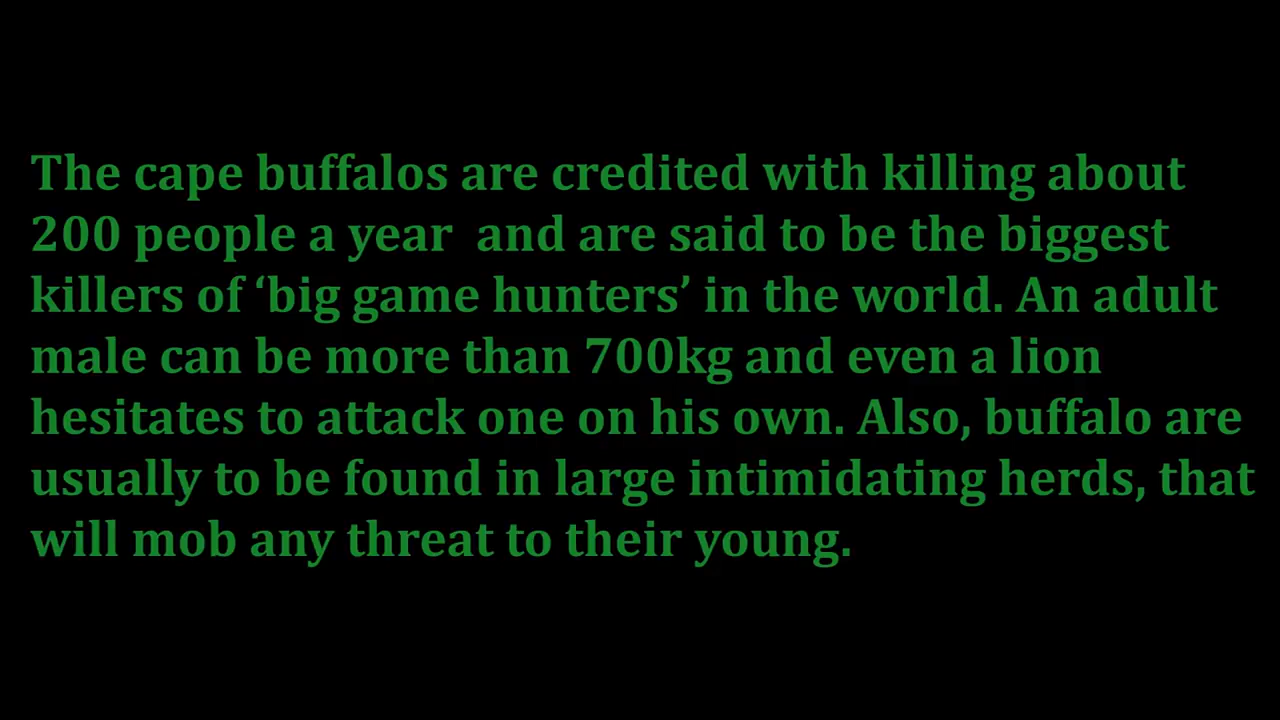 The cape buffalos are credited with killing about
200 people a year  and are said to be the biggest
killers of ‘big game hunters’ in the world. An adult
male can be more than 700kg and even a lion
hesitates to attack one on his own. Also, buffalo are
usually to be found in large intimidating herds, that
will mob any threat to their young.